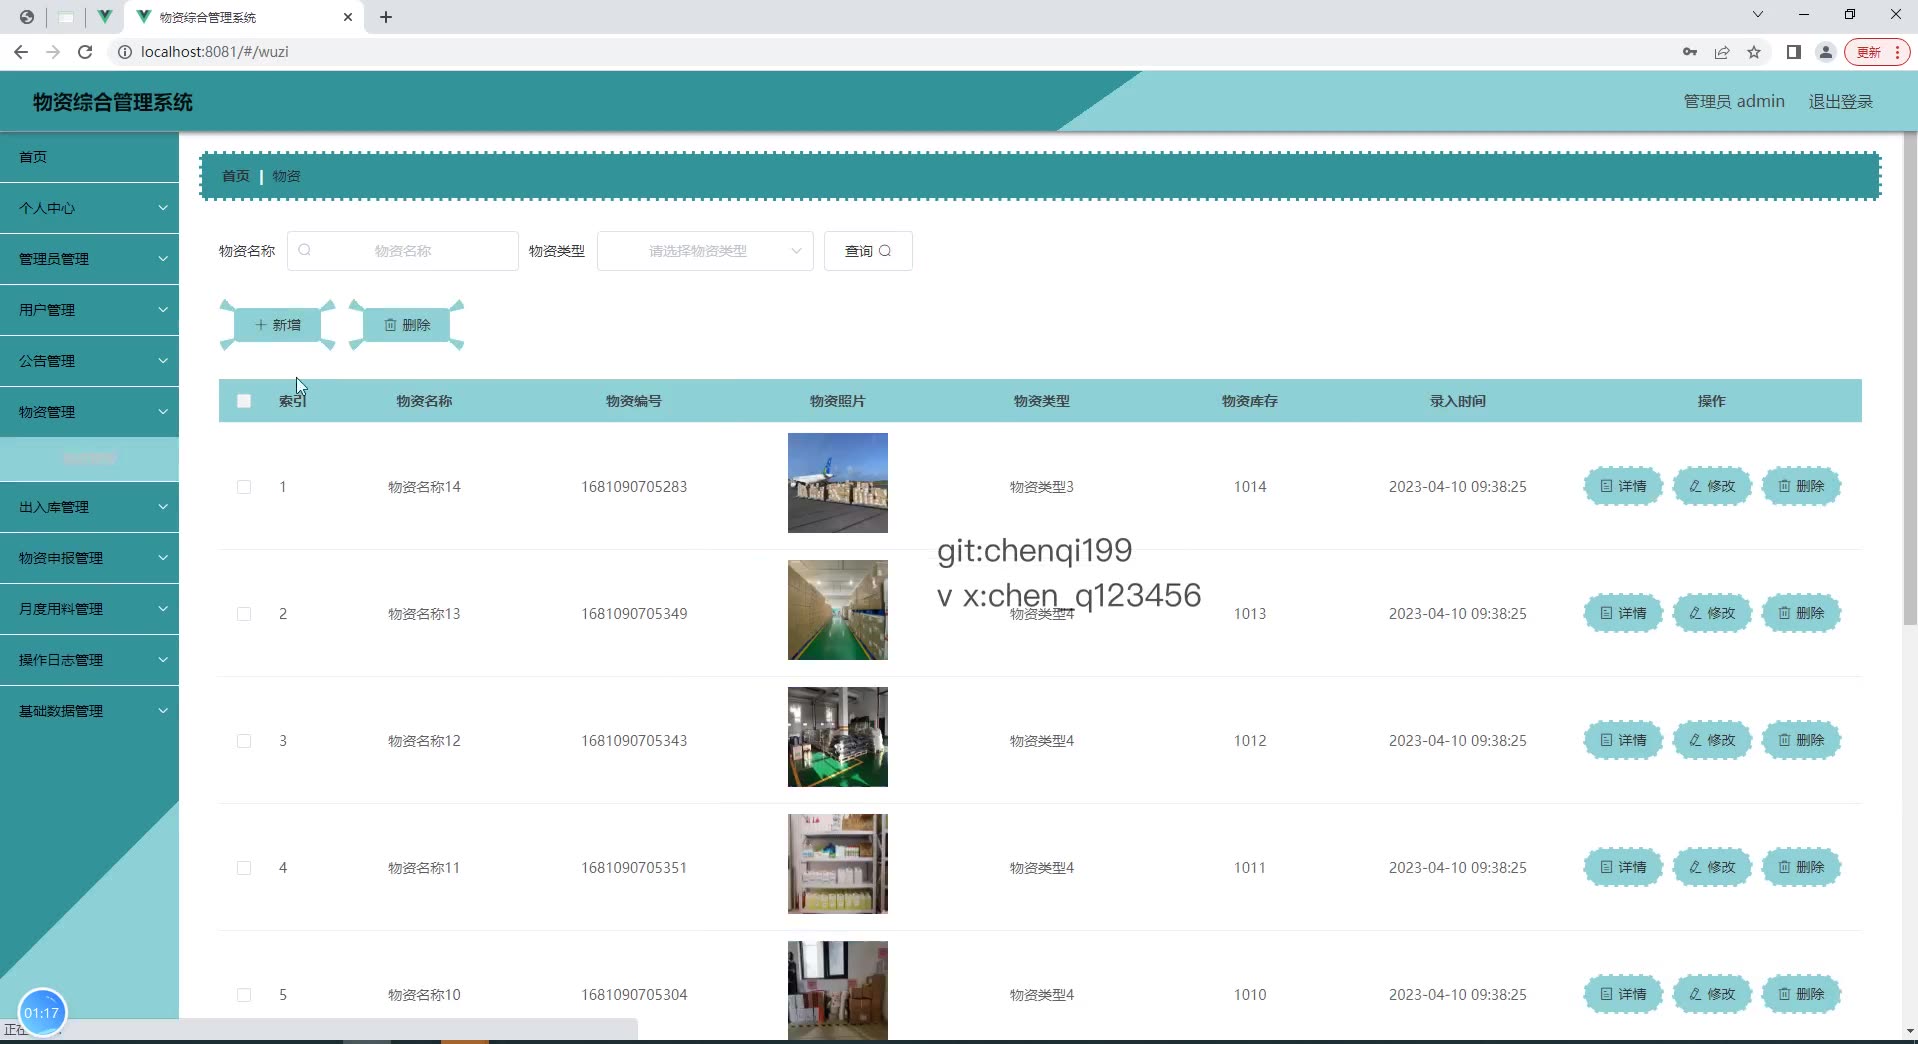 物资综合管理系统
localhost:8081/#/wuzi
更新
物资综合管理系统
管理员 admin 退出登录
首页
个人中心
管理员管理
用户管理
公告管理
物资管理
出入库管理
物资申报管理
月度用料管理
操作日志管理
基础数据管理
首页 | 物资
物资名称 物资名称 物资类型 请选择物资类型 查询
新增 删除
索引 物资名称 物资编号 物资照片 物资类型 物资库存 录入时间 操作
1 物资名称14 1681090705283 物资类型3 1014 2023-04-10 09:38:25 详情 修改 删除
git:chenqi199
v x:chen_q123456
2 物资名称13 1681090705349 物资类型4 1013 2023-04-10 09:38:25 详情 修改 删除
3 物资名称12 1681090705343 物资类型4 1012 2023-04-10 09:38:25 详情 修改 删除
4 物资名称11 1681090705351 物资类型4 1011 2023-04-10 09:38:25 详情 修改 删除
5 物资名称10 1681090705304 物资类型4 1010 2023-04-10 09:38:25 详情 修改 删除
01:17
正在